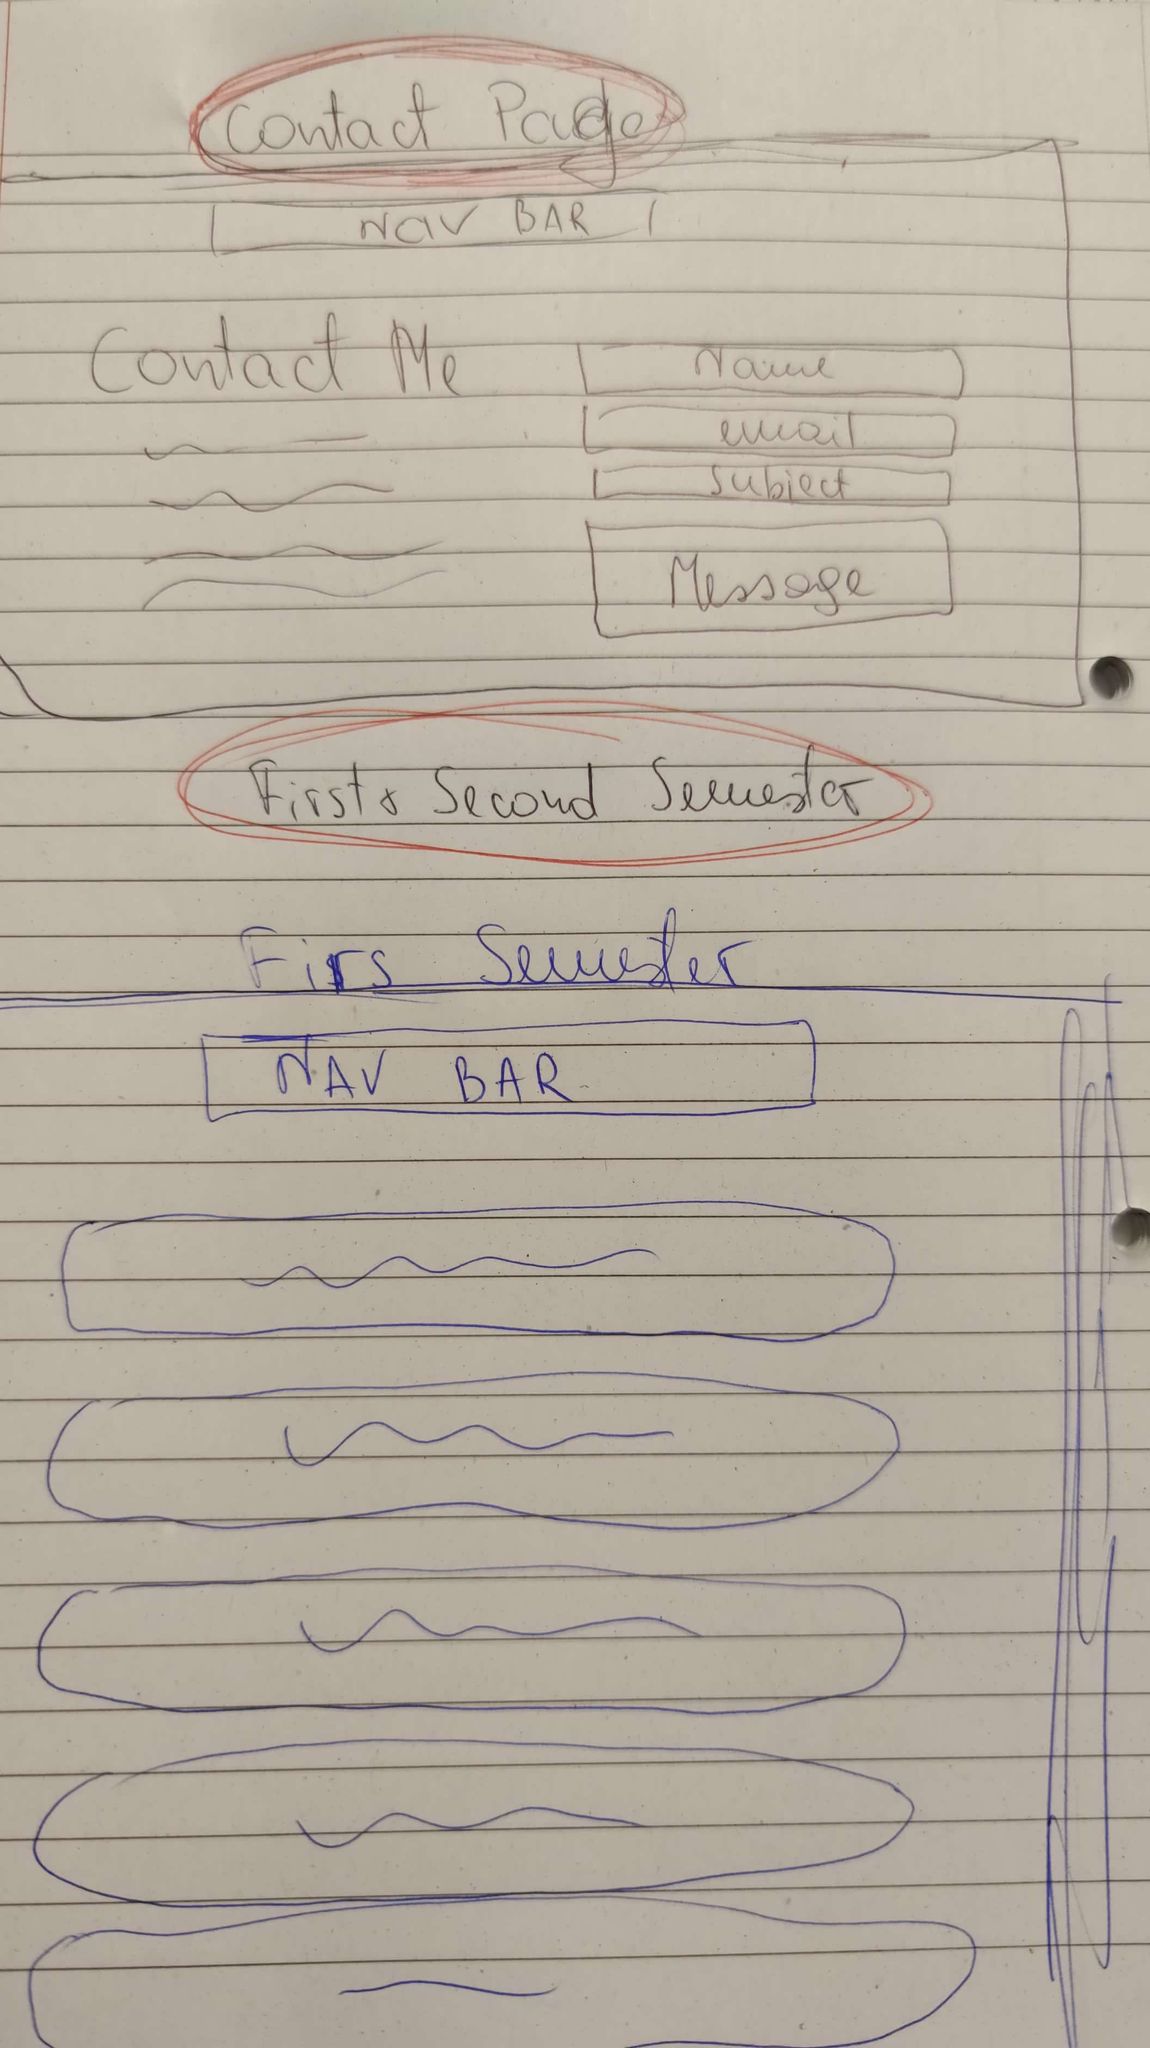 Contact Page
NAV BAR
Contact Me
Name
email
Subject
Message
First & Second Semester
Firs Semester
NAV BAR